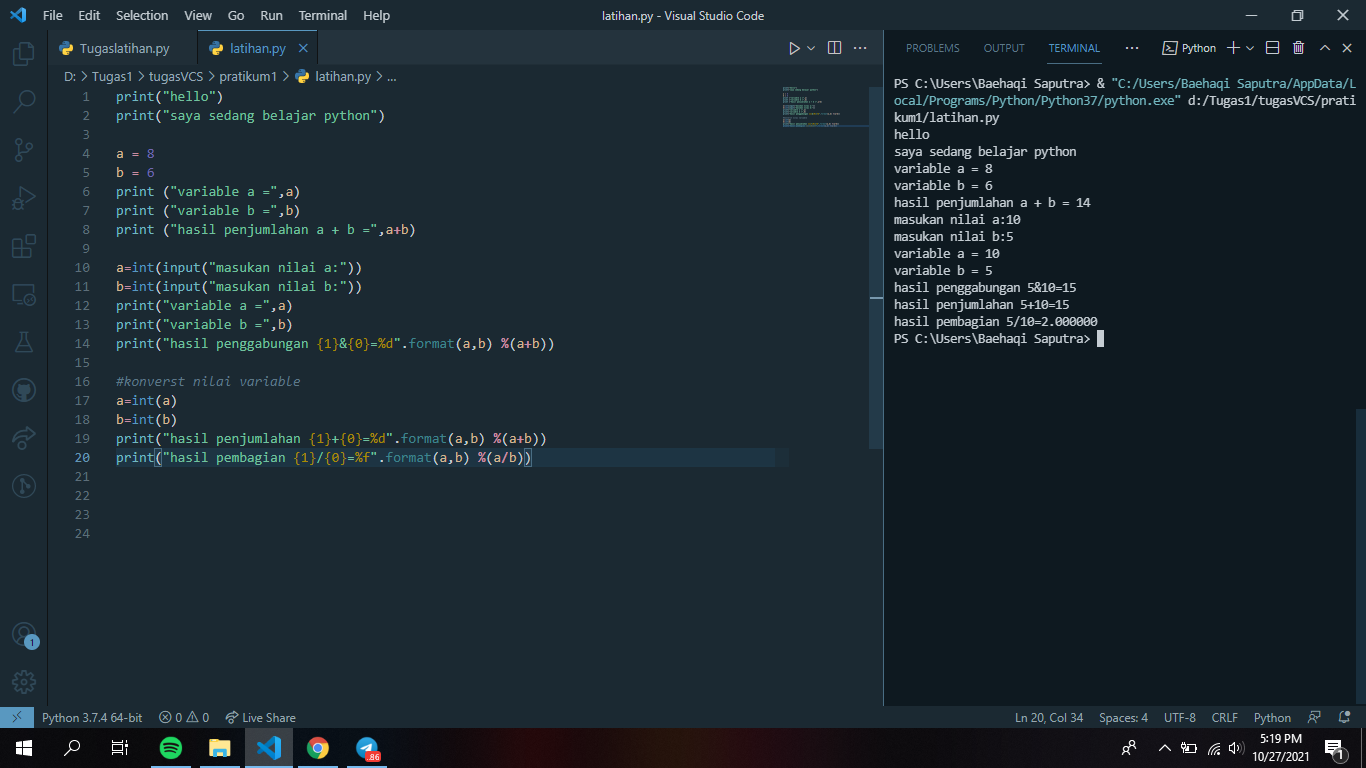 File Edit Selection View Go Run Terminal Help
latihan.py - Visual Studio Code
Tugaslatihan.py
latihan.py
D: > Tugas1 > tugasVCS > pratikum1 > latihan.py > ...
1 print("hello")
2 print("saya sedang belajar python")
3
4 a = 8
5 b = 6
6 print ("variable a =",a)
7 print ("variable b =",b)
8 print ("hasil penjumlahan a + b =",a+b)
9
10 a=int(input("masukan nilai a:"))
11 b=int(input("masukan nilai b:"))
12 print("variable a =",a)
13 print("variable b =",b)
14 print("hasil penggabungan {1}&{0}=%d".format(a,b) %(a+b))
15
16 #konverst nilai variable
17 a=int(a)
18 b=int(b)
19 print("hasil penjumlahan {1}+{0}=%d".format(a,b) %(a+b))
20 print("hasil pembagian {1}/{0}=%f".format(a,b) %(a/b))
21
22
23
24
PROBLEMS OUTPUT TERMINAL ... Python
PS C:\Users\Baehaqi Saputra> & "C:/Users/Baehaqi Saputra/AppData/L
ocal/Programs/Python/Python37/python.exe" d:/Tugas1/tugasVCS/prati
kum1/latihan.py
hello
saya sedang belajar python
variable a = 8
variable b = 6
hasil penjumlahan a + b = 14
masukan nilai a:10
masukan nilai b:5
variable a = 10
variable b = 5
hasil penggabungan 5&10=15
hasil penjumlahan 5+10=15
hasil pembagian 5/10=2.000000
PS C:\Users\Baehaqi Saputra>
1
Python 3.7.4 64-bit 0 0 Live Share
Ln 20, Col 34 Spaces: 4 UTF-8 CRLF Python
86
5:19 PM
10/27/2021
1